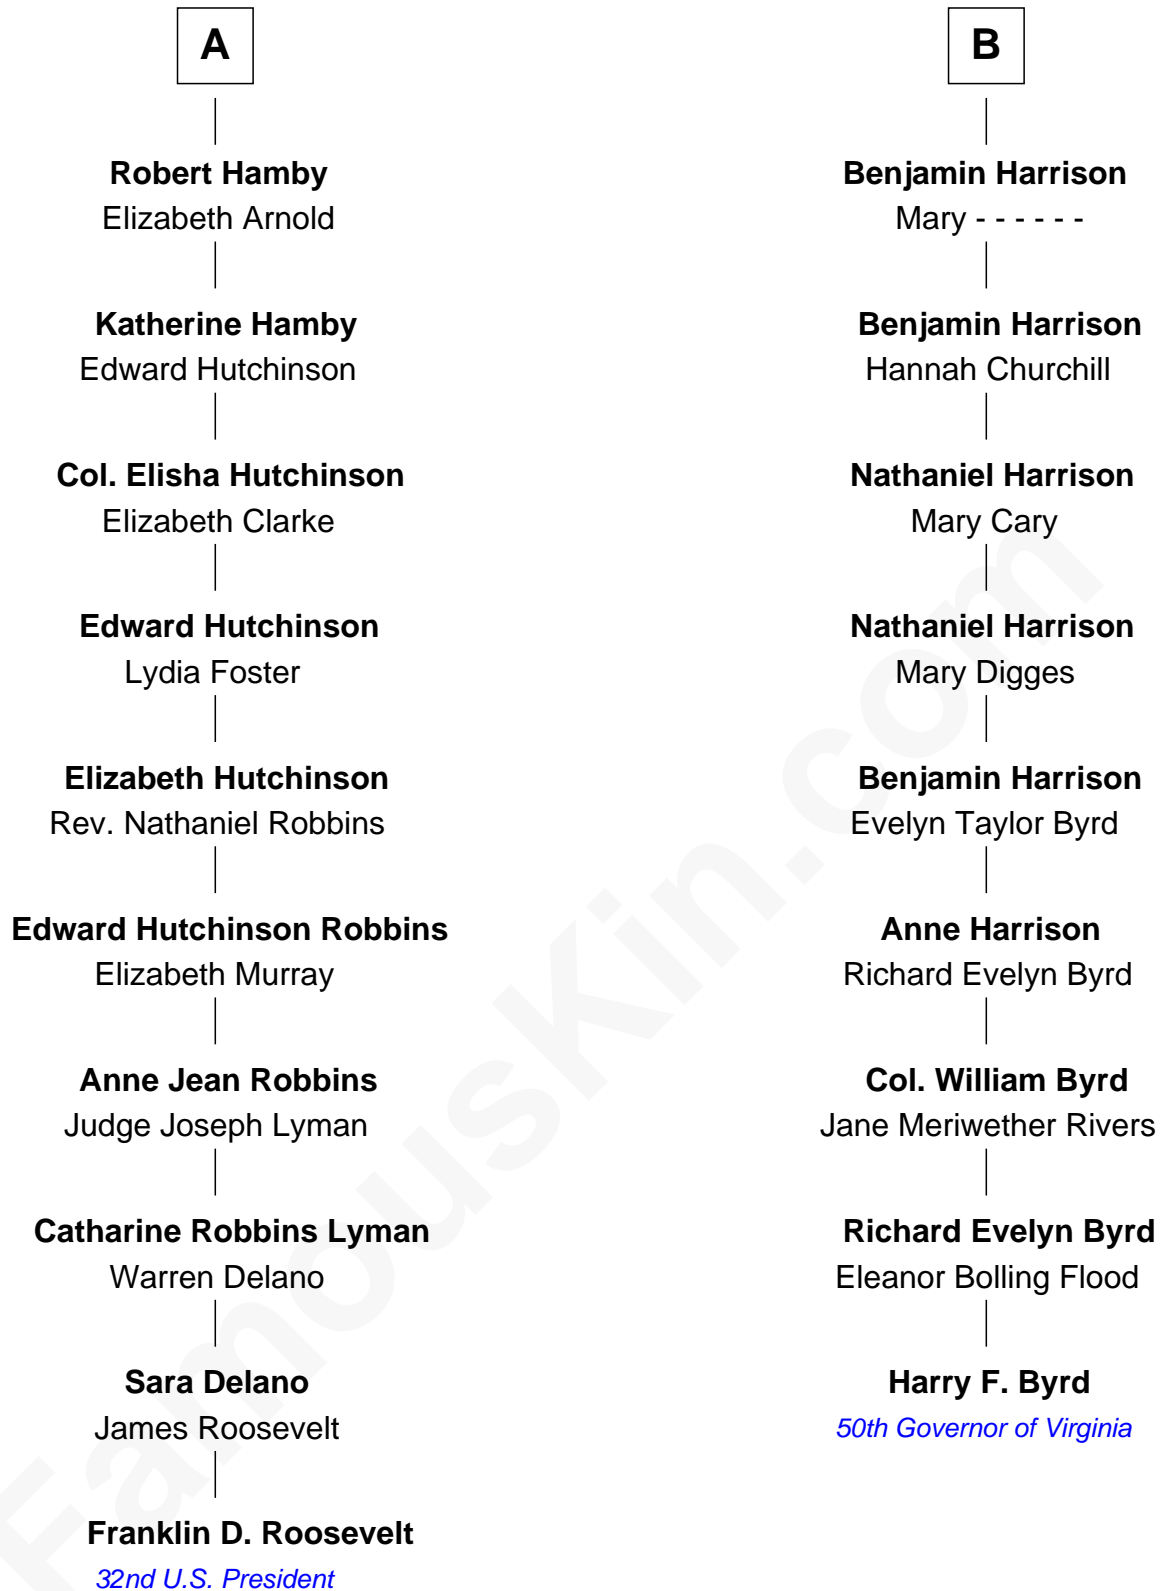 A
Robert Hamby
Elizabeth Arnold
Katherine Hamby
Edward Hutchinson
Col. Elisha Hutchinson
Elizabeth Clarke
Edward Hutchinson
Lydia Foster
Elizabeth Hutchinson
Rev. Nathaniel Robbins
Edward Hutchinson Robbins
Elizabeth Murray
Anne Jean Robbins
Judge Joseph Lyman
Catharine Robbins Lyman
Warren Delano
Sara Delano
James Roosevelt
Franklin D. Roosevelt
32nd U.S. President
B
Benjamin Harrison
Mary - - - - - -
Benjamin Harrison
Hannah Churchill
Nathaniel Harrison
Mary Cary
Nathaniel Harrison
Mary Digges
Benjamin Harrison
Evelyn Taylor Byrd
Anne Harrison
Richard Evelyn Byrd
Col. William Byrd
Jane Meriwether Rivers
Richard Evelyn Byrd
Eleanor Bolling Flood
Harry F. Byrd
50th Governor of Virginia
FamousKin.com